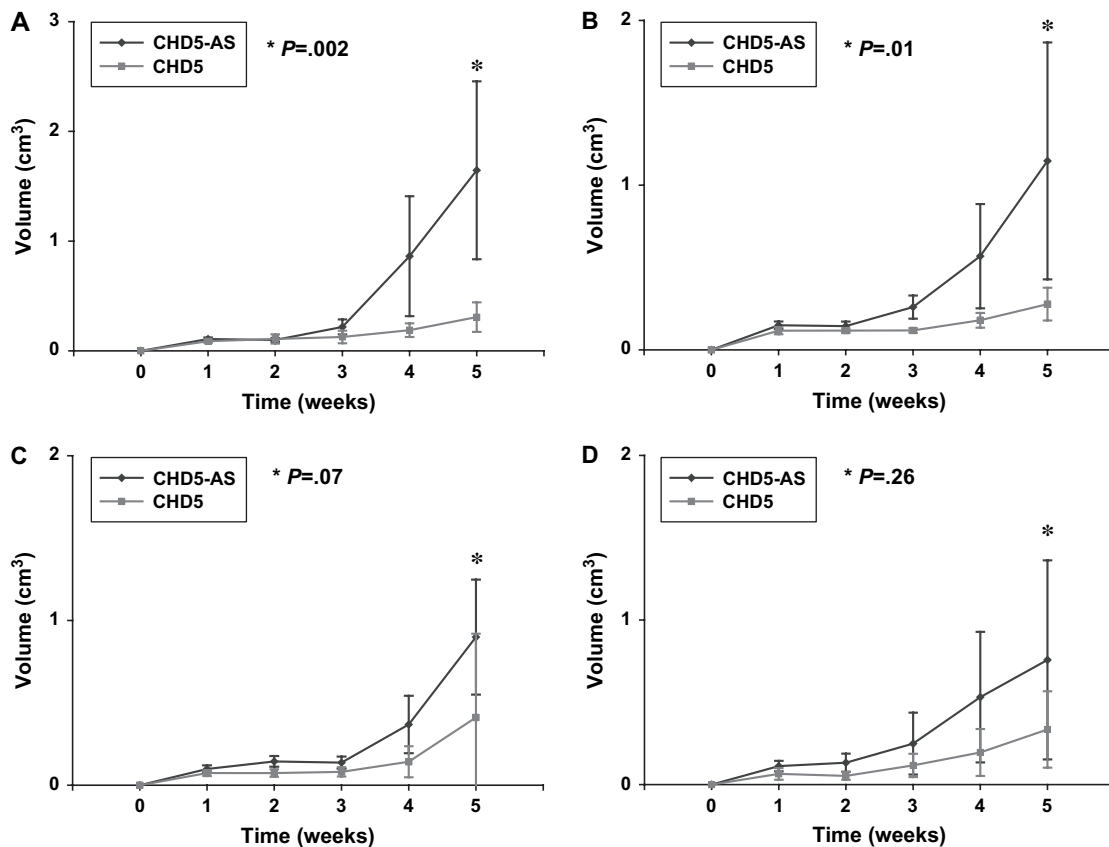 A
CHD5-AS
CHD5
* P=.002
*
3
2
1
0
Volume (cm³)
0 1 2 3 4 5
Time (weeks)
B
CHD5-AS
CHD5
* P=.01
*
2
1
0
Volume (cm³)
0 1 2 3 4 5
Time (weeks)
C
CHD5-AS
CHD5
* P=.07
*
2
1
0
Volume (cm³)
0 1 2 3 4 5
Time (weeks)
D
CHD5-AS
CHD5
* P=.26
*
2
1
0
Volume (cm³)
0 1 2 3 4 5
Time (weeks)